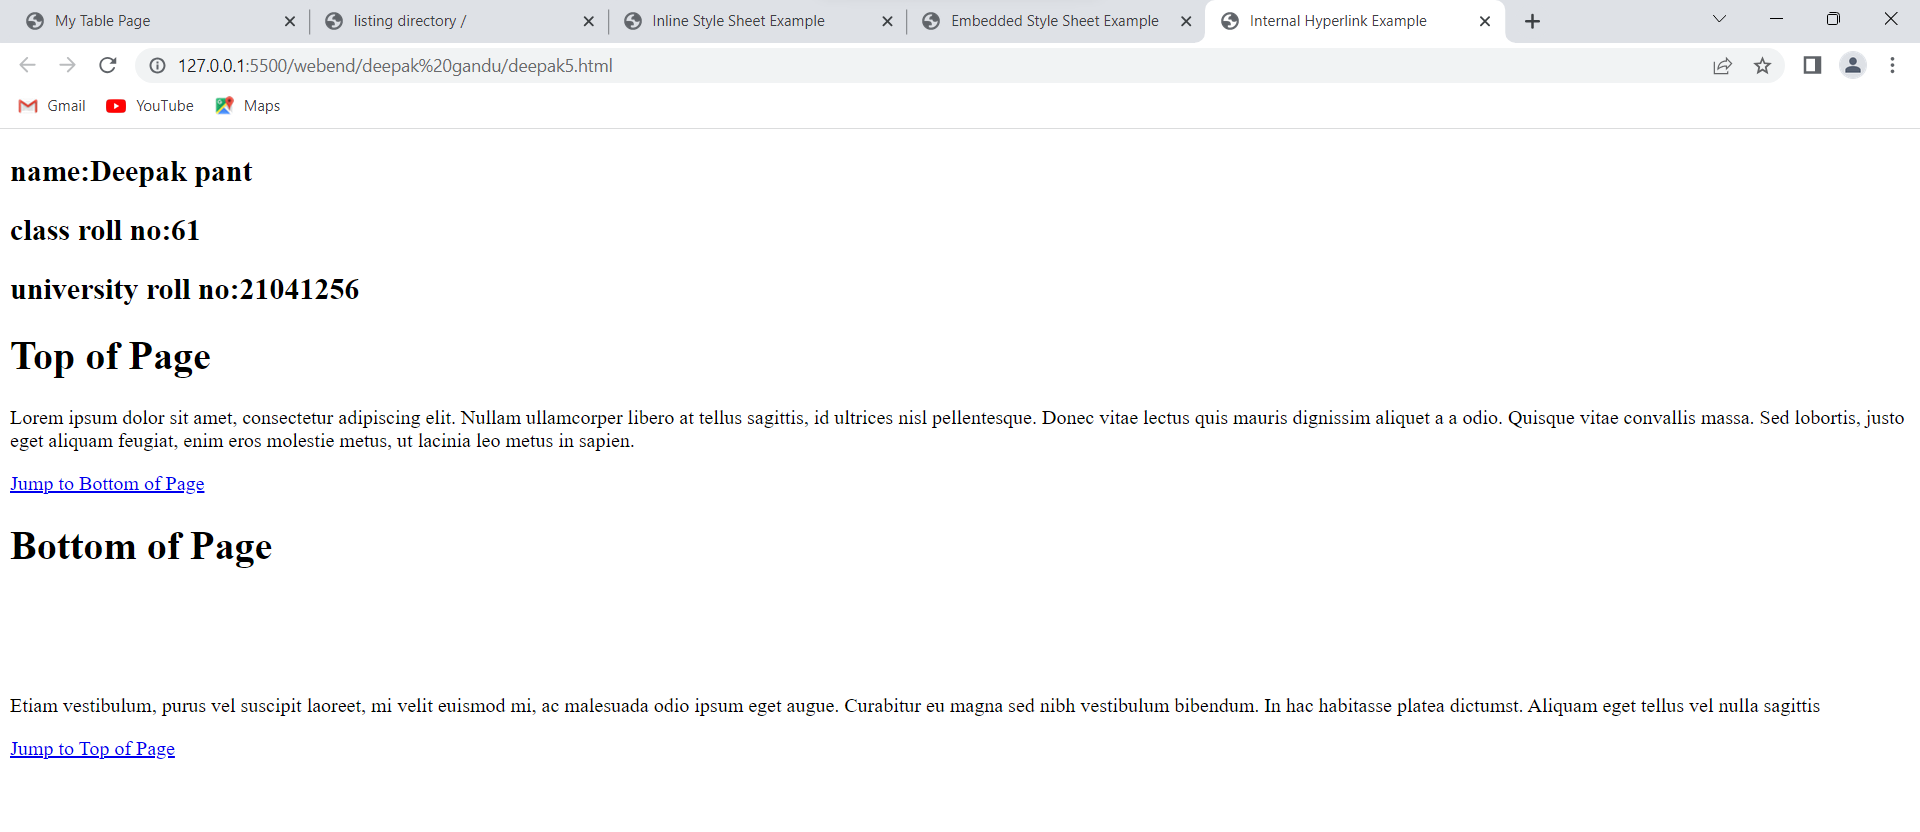 My Table Page
listing directory /
Inline Style Sheet Example
Embedded Style Sheet Example
Internal Hyperlink Example
127.0.0.1:5500/webend/deepak%20gandu/deepak5.html
Gmail
YouTube
Maps
name:Deepak pant
class roll no:61
university roll no:21041256
Top of Page
Lorem ipsum dolor sit amet, consectetur adipiscing elit. Nullam ullamcorper libero at tellus sagittis, id ultrices nisl pellentesque. Donec vitae lectus quis mauris dignissim aliquet a a odio. Quisque vitae convallis massa. Sed lobortis, justo
eget aliquam feugiat, enim eros molestie metus, ut lacinia leo metus in sapien.
Jump to Bottom of Page
Bottom of Page
Etiam vestibulum, purus vel suscipit laoreet, mi velit euismod mi, ac malesuada odio ipsum eget augue. Curabitur eu magna sed nibh vestibulum bibendum. In hac habitasse platea dictumst. Aliquam eget tellus vel nulla sagittis
Jump to Top of Page